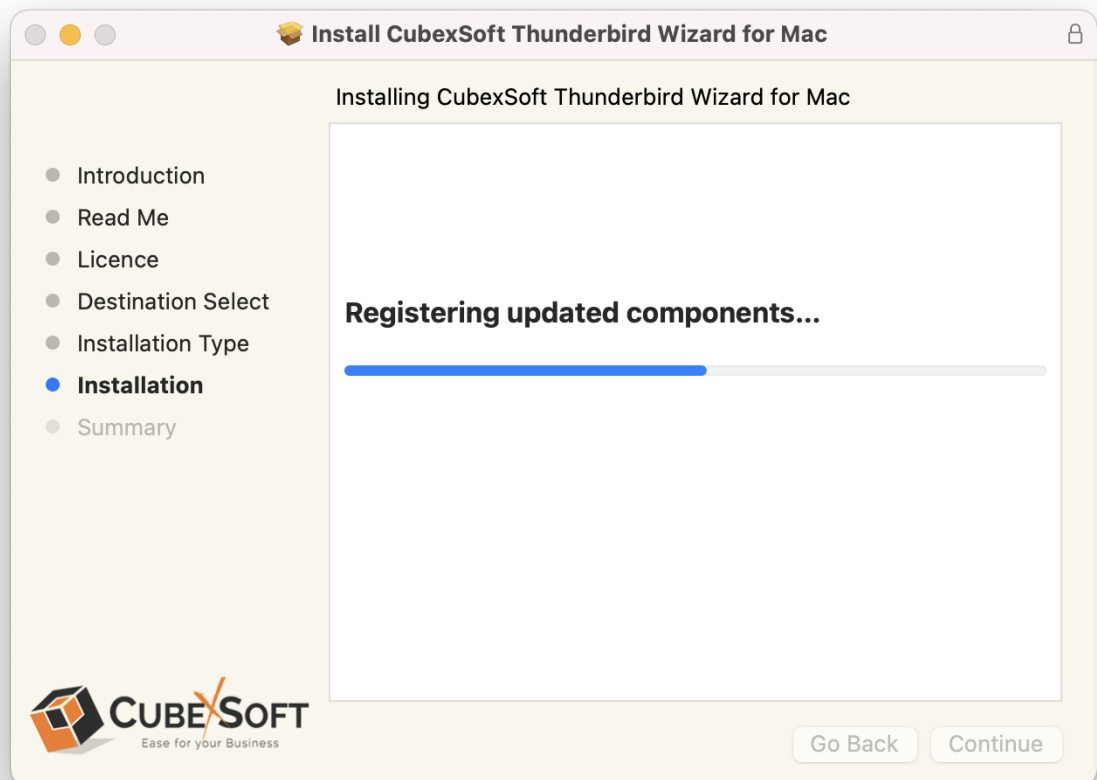 Install CubexSoft Thunderbird Wizard for Mac
Installing CubexSoft Thunderbird Wizard for Mac
Introduction
Read Me
Licence
Destination Select
Installation Type
Installation
Summary
Registering updated components...
CUBEXSOFT
Ease for your Business
Go Back
Continue